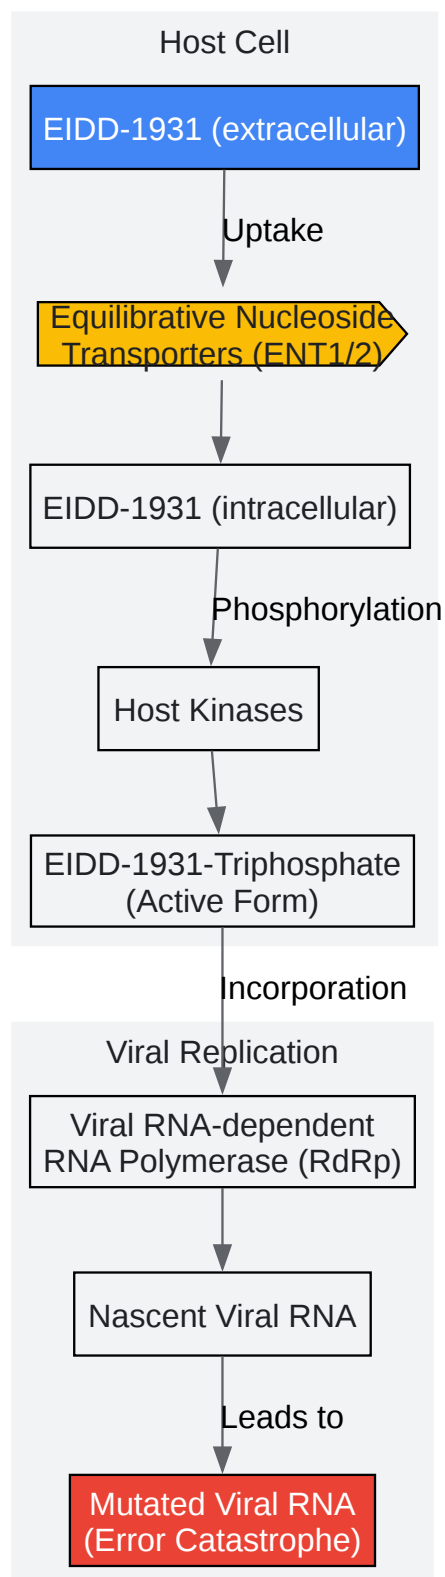 Host Cell
EIDD-1931 (extracellular)
Uptake
Equilibrative Nucleoside
Transporters (ENT1/2)
EIDD-1931 (intracellular)
Phosphorylation
Host Kinases
EIDD-1931-Triphosphate
(Active Form)
Incorporation
Viral Replication
Viral RNA-dependent
RNA Polymerase (RdRp)
Nascent Viral RNA
Leads to
Mutated Viral RNA
(Error Catastrophe)